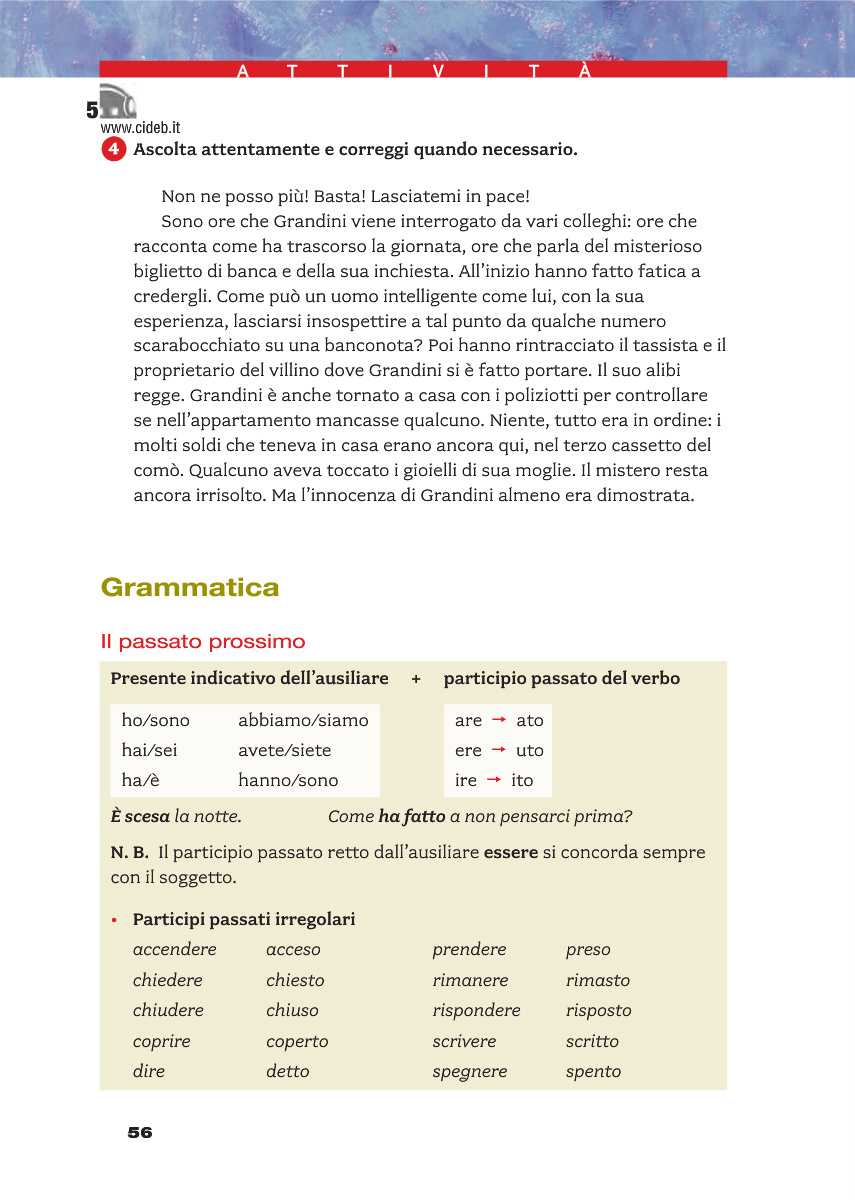 ATTIVITÀ
5
www.cideb.it
4 Ascolta attentamente e correggi quando necessario.
Non ne posso più! Basta! Lasciatemi in pace!
Sono ore che Grandini viene interrogato da vari colleghi: ore che
racconta come ha trascorso la giornata, ore che parla del misterioso
biglietto di banca e della sua inchiesta. All’inizio hanno fatto fatica a
credergli. Come può un uomo intelligente come lui, con la sua
esperienza, lasciarsi insospettire a tal punto da qualche numero
scarabocchiato su una banconota? Poi hanno rintracciato il tassista e il
proprietario del villino dove Grandini si è fatto portare. Il suo alibi
regge. Grandini è anche tornato a casa con i poliziotti per controllare
se nell’appartamento mancasse qualcuno. Niente, tutto era in ordine: i
molti soldi che teneva in casa erano ancora qui, nel terzo cassetto del
comò. Qualcuno aveva toccato i gioielli di sua moglie. Il mistero resta
ancora irrisolto. Ma l’innocenza di Grandini almeno era dimostrata.
Grammatica
Il passato prossimo
Presente indicativo dell’ausiliare + participio passato del verbo
ho/sono abbiamo/siamo are → ato
hai/sei avete/siete ere → uto
ha/è hanno/sono ire → ito
È scesa la notte. Come ha fatto a non pensarci prima?
N. B. Il participio passato retto dall’ausiliare essere si concorda sempre
con il soggetto.
• Participi passati irregolari
accendere acceso prendere preso
chiedere chiesto rimanere rimasto
chiudere chiuso rispondere risposto
coprire coperto scrivere scritto
dire detto spegnere spento
56